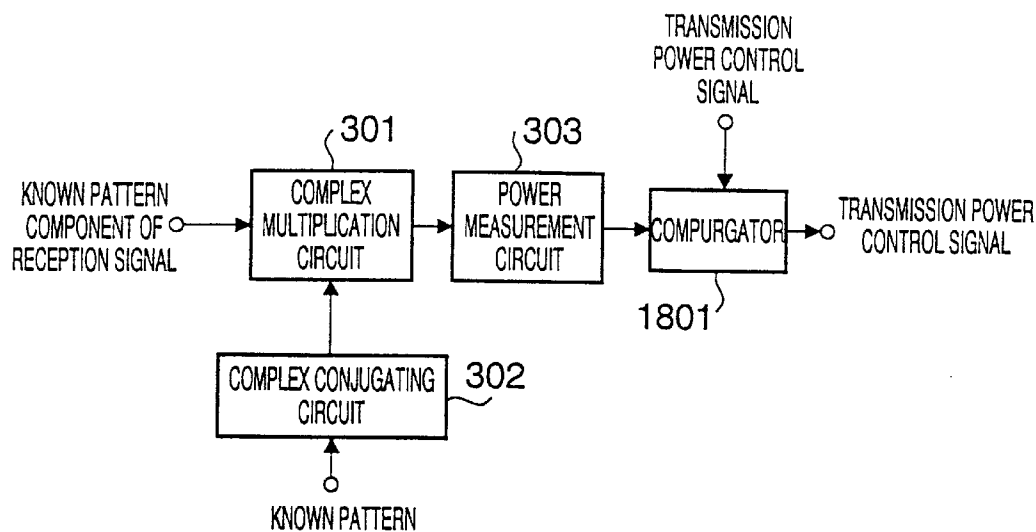 TRANSMISSION
POWER CONTROL
SIGNAL
301
303
KNOWN PATTERN
COMPONENT OF
RECEPTION SIGNAL
COMPLEX
MULTIPLICATION
CIRCUIT
POWER
MEASUREMENT
CIRCUIT
COMPURGATOR
TRANSMISSION POWER
CONTROL SIGNAL
1801
COMPLEX CONJUGATING
CIRCUIT
302
KNOWN PATTERN